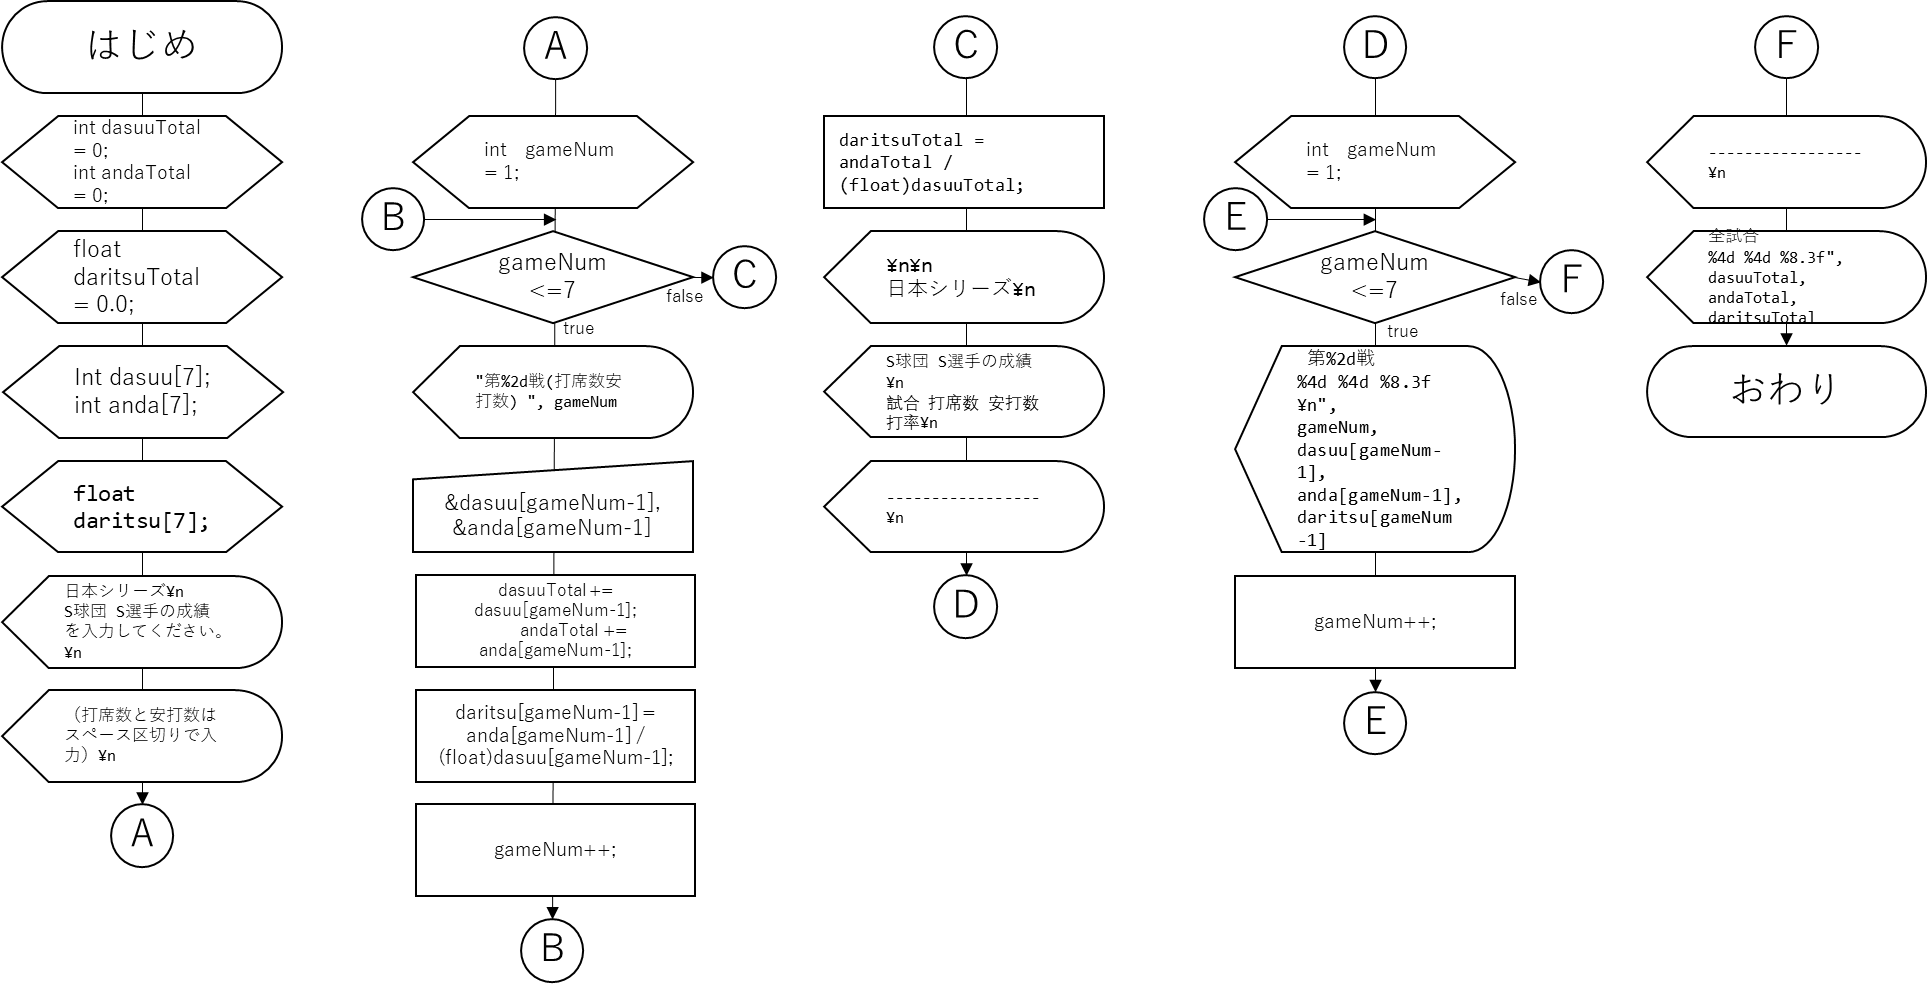 はじめ
int dasuuTotal
= 0;
int andaTotal
= 0;
float
daritsuTotal
= 0.0;
Int dasuu[7];
int anda[7];
float
daritsu[7];
日本シリーズ¥n
S球団 S選手の成績
を入力してください。
¥n
（打席数と安打数は
スペース区切りで入
力）¥n
A
A
int gameNum
= 1;
B
gameNum
<=7
false
C
true
"第%2d戦(打席数安
打数) ", gameNum
&dasuu[gameNum-1],
&anda[gameNum-1]
dasuuTotal +=
dasuu[gameNum-1];
andaTotal +=
anda[gameNum-1];
daritsu[gameNum-1] =
anda[gameNum-1] /
(float)dasuu[gameNum-1];
gameNum++;
B
C
daritsuTotal =
andaTotal /
(float)dasuuTotal;
¥n¥n
日本シリーズ¥n
S球団 S選手の成績
¥n
試合 打席数 安打数
打率¥n
-----------------
¥n
D
D
int gameNum
= 1;
E
gameNum
<=7
false
F
true
第%2d戦
%4d %4d %8.3f
¥n",
gameNum,
dasuu[gameNum-
1],
anda[gameNum-1],
daritsu[gameNum
-1]
gameNum++;
E
F
-----------------
¥n
全試合
%4d %4d %8.3f",
dasuuTotal,
andaTotal,
daritsuTotal
おわり